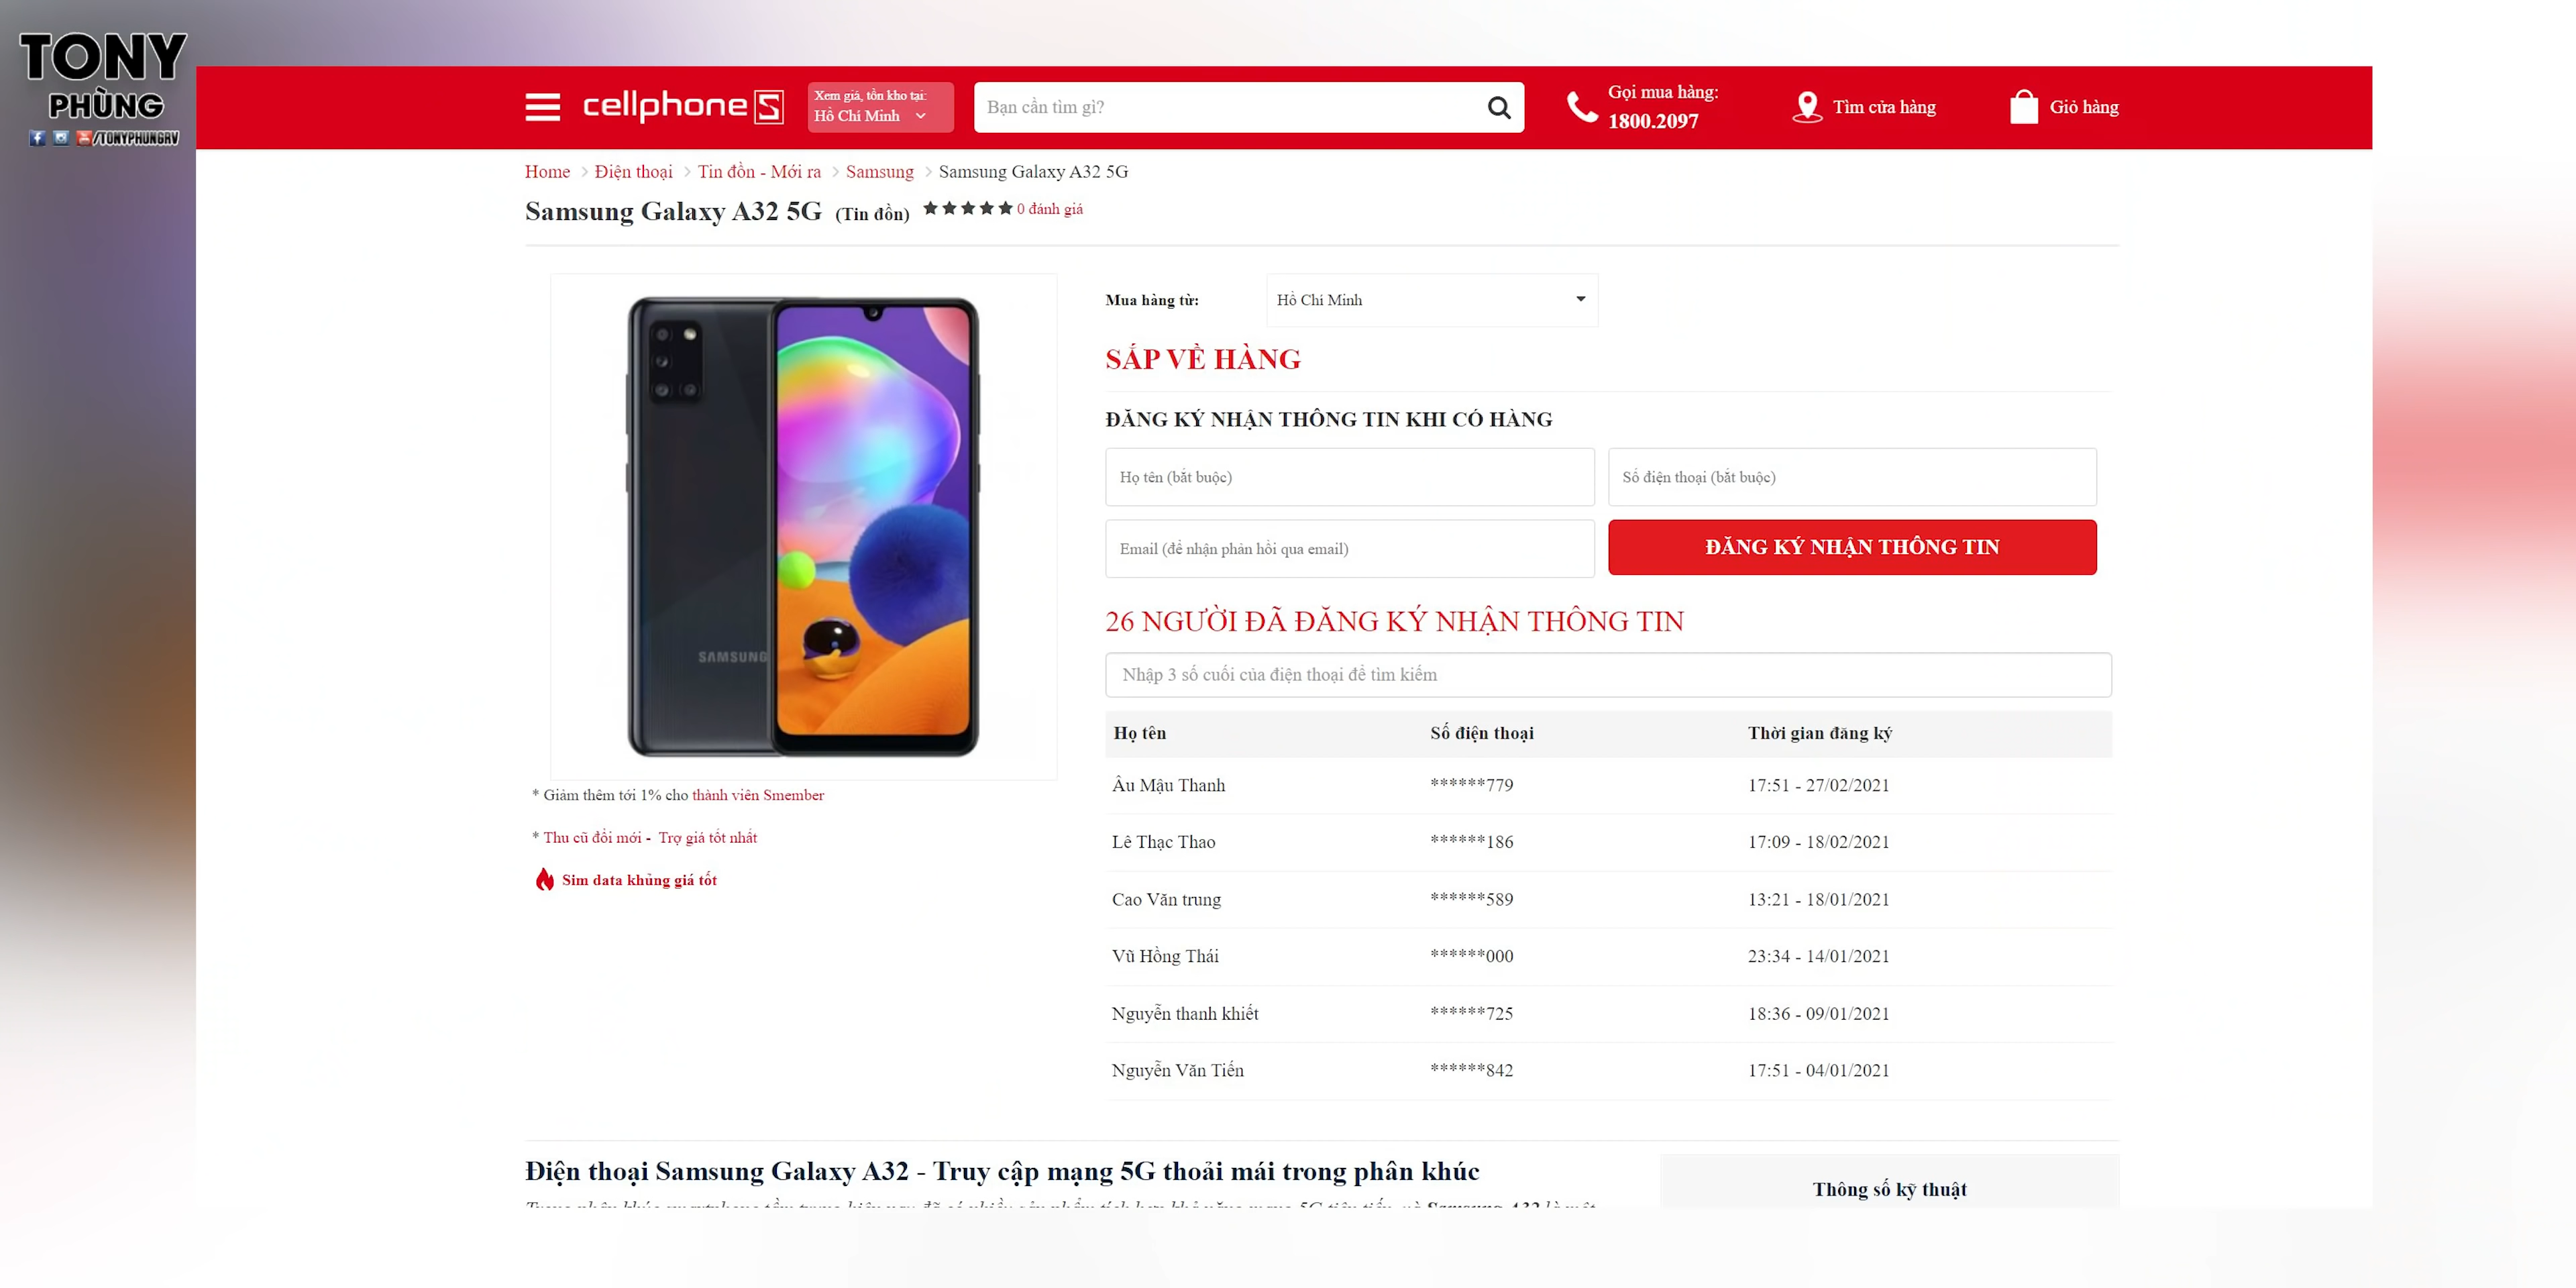 TONY
PHÙNG
/TONYPHUNGRV
cellphoneS
Xem giá, tồn kho tại:
Hồ Chí Minh
Bạn cần tìm gì?
Gọi mua hàng:
1800.2097
Tìm cửa hàng
Giỏ hàng
Home > Điện thoại > Tin đồn - Mới ra > Samsung > Samsung Galaxy A32 5G
Samsung Galaxy A32 5G (Tin đồn) ★★★★★ 0 đánh giá
Mua hàng từ: Hồ Chí Minh
SẮP VỀ HÀNG
ĐĂNG KÝ NHẬN THÔNG TIN KHI CÓ HÀNG
Họ tên (bắt buộc)
Số điện thoại (bắt buộc)
Email (để nhận phản hồi qua email)
ĐĂNG KÝ NHẬN THÔNG TIN
26 NGƯỜI ĐÃ ĐĂNG KÝ NHẬN THÔNG TIN
Nhập 3 số cuối của điện thoại để tìm kiếm
Họ tên Số điện thoại Thời gian đăng ký
Âu Mậu Thanh ******779 17:51 - 27/02/2021
Lê Thạc Thao ******186 17:09 - 18/02/2021
Cao Văn trung ******589 13:21 - 18/01/2021
Vũ Hồng Thái ******000 23:34 - 14/01/2021
Nguyễn thanh khiết ******725 18:36 - 09/01/2021
Nguyễn Văn Tiến ******842 17:51 - 04/01/2021
SAMSUNG
* Giảm thêm tới 1% cho thành viên Smember
* Thu cũ đổi mới - Trợ giá tốt nhất
Sim data khủng giá tốt
Điện thoại Samsung Galaxy A32 - Truy cập mạng 5G thoải mái trong phân khúc
Thông số kỹ thuật